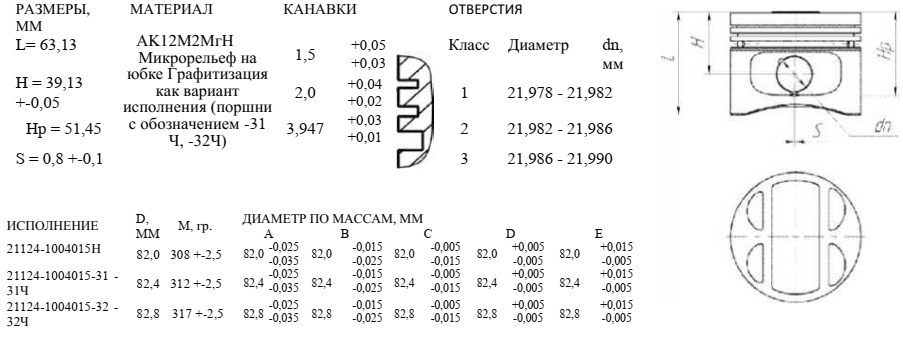 РАЗМЕРЫ, ММ
L= 63,13
H = 39,13
+-0,05
Hp = 51,45
S = 0,8 +-0,1
МАТЕРИАЛ
АК12М2МгН
Микрорельеф на
юбке Графитизация
как вариант
исполнения (поршни
с обозначением -31
Ч, -32Ч)
КАНАВКИ
1,5 +0,05 +0,03
2,0 +0,04 +0,02
3,947 +0,03 +0,01
ОТВЕРСТИЯ
Класс Диаметр dn, мм
1 21,978 - 21,982
2 21,982 - 21,986
3 21,986 - 21,990
L
H
Hp
S
dn
ИСПОЛНЕНИЕ D, ММ М, гр. ДИАМЕТР ПО МАССАМ, ММ
A B C D E
21124-1004015Н 82,0 308 +-2,5 82,0 -0,025 -0,035 82,0 -0,015 -0,025 82,0 -0,005 -0,015 82,0 +0,005 -0,005 82,0 +0,015 -0,005
21124-1004015-31 -
31Ч 82,4 312 +-2,5 82,4 -0,025 -0,035 82,4 -0,015 -0,025 82,4 -0,005 -0,015 82,4 +0,005 -0,005 82,4 +0,015 -0,005
21124-1004015-32 -
32Ч 82,8 317 +-2,5 82,8 -0,025 -0,035 82,8 -0,015 -0,025 82,8 -0,005 -0,015 82,8 +0,005 -0,005 82,8 +0,015 -0,005